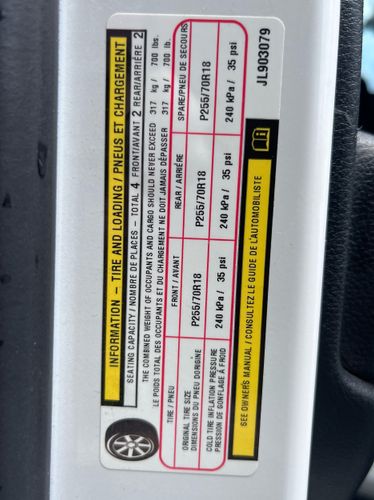 INFORMATION – TIRE AND LOADING / PNEUS ET CHARGEMENT
SEATING CAPACITY / NOMBRE DE PLACES – TOTAL 4 FRONT/AVANT 2 REAR/ARRIÈRE 2
THE COMBINED WEIGHT OF OCCUPANTS AND CARGO SHOULD NEVER EXCEED 317 kg / 700 lbs.
LE POIDS TOTAL DES OCCUPANTS ET DU CHARGEMENT NE DOIT JAMAIS DÉPASSER 317 kg / 700 lb.
TIRE / PNEU FRONT / AVANT REAR / ARRIÈRE SPARE/PNEU DE SECOURS
ORIGINAL TIRE SIZE
DIMENSIONS DU PNEU DORIGINE P255/70R18 P255/70R18 P255/70R18
COLD TIRE INFLATION PRESSURE
PRESSION DE GONFLAGE À FROID 240 kPa / 35 psi 240 kPa / 35 psi 240 kPa / 35 psi
SEE OWNER'S MANUAL / CONSULTEZ LE GUIDE DE L'AUTOMOBILISTE
JL903079